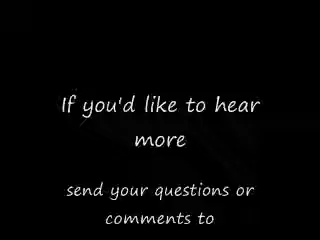 If you'd like to hear
more
send your questions or
comments to